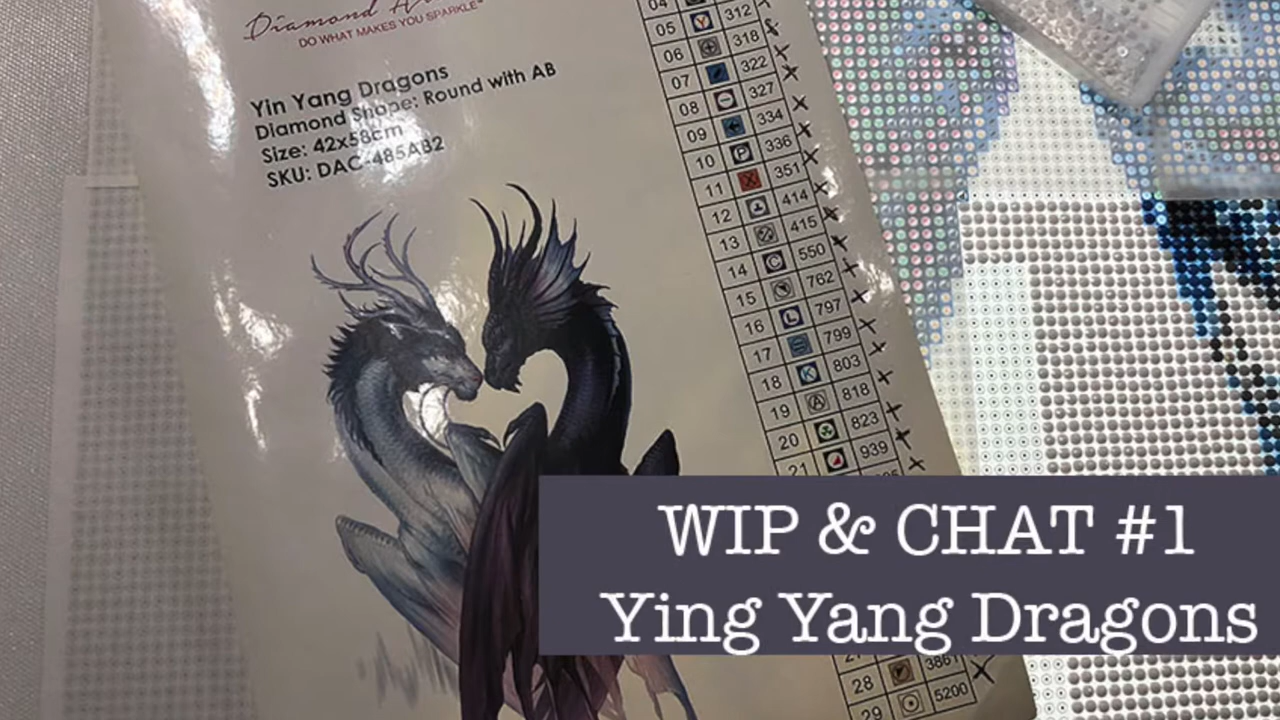 Diamond
DO WHAT MAKES YOU SPARKLE
Yin Yang Dragons
Diamond Shape: Round with AB
Size: 42x58cm
SKU: DAC-485AB2
04
05 Y 312 X
06 318 X
07 322 X
08 327 X
09 334 X
10 P 336 X
11 X 351 X
12 414 X
13 415 X
14 C 550 X
15 762 X
16 L 797 X
17 799 X
18 K 803 X
19 A 818 X
20 823 X
21 939 X
3861 X
28 5200
29
WIP & CHAT #1
Ying Yang Dragons